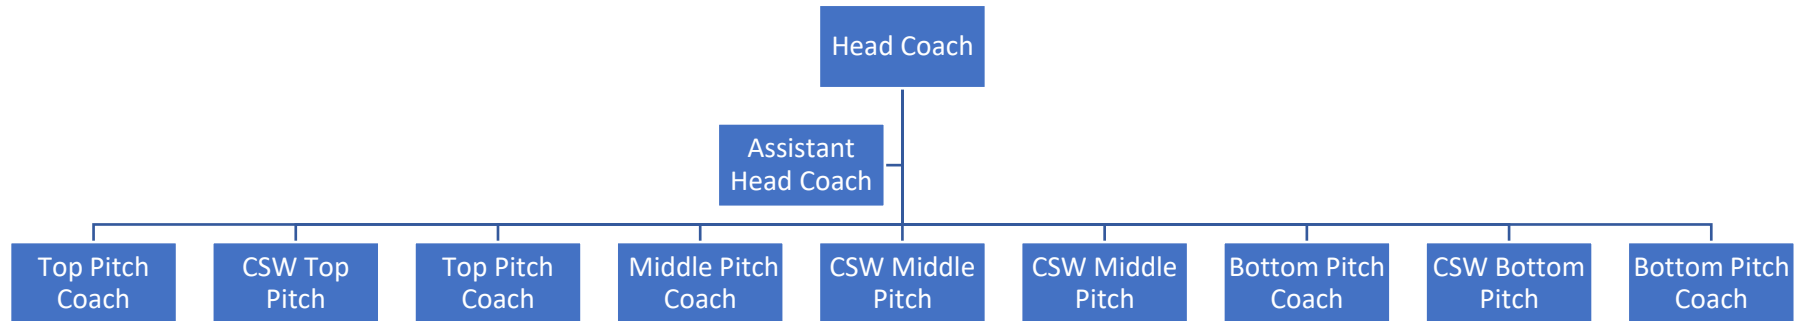 Head Coach
Assistant
Head Coach
Top Pitch
Coach
CSW Top
Pitch
Top Pitch
Coach
Middle Pitch
Coach
CSW Middle
Pitch
CSW Middle
Pitch
Bottom Pitch
Coach
CSW Bottom
Pitch
Bottom Pitch
Coach